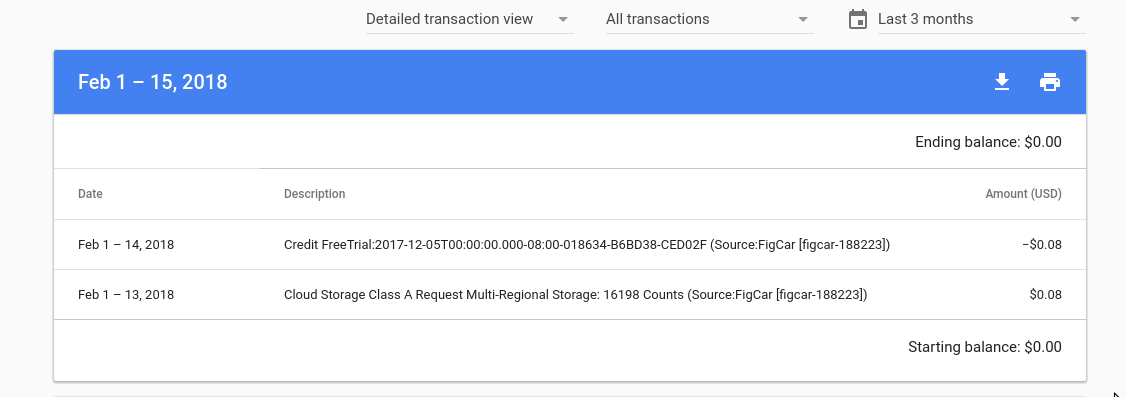 Detailed transaction view All transactions Last 3 months
Feb 1 – 15, 2018
Ending balance: $0.00
Date Description Amount (USD)
Feb 1 – 14, 2018 Credit FreeTrial:2017-12-05T00:00:00.000-08:00-018634-B6BD38-CED02F (Source:FigCar [figcar-188223]) −$0.08
Feb 1 – 13, 2018 Cloud Storage Class A Request Multi-Regional Storage: 16198 Counts (Source:FigCar [figcar-188223]) $0.08
Starting balance: $0.00